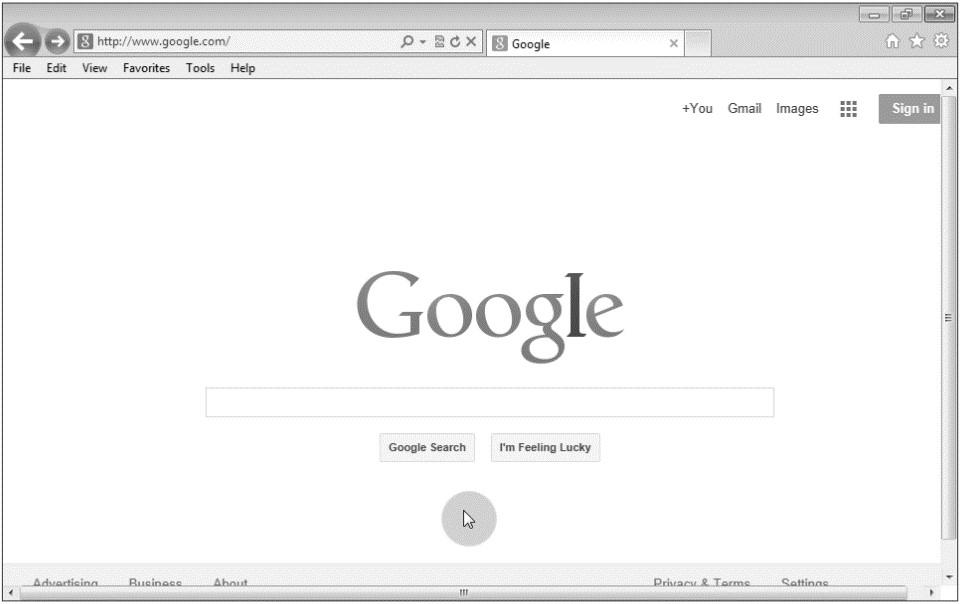 http://www.google.com/
Google
File Edit View Favorites Tools Help
+You Gmail Images Sign in
Google
Google Search I'm Feeling Lucky
Advertising Business About Privacy & Terms Settings